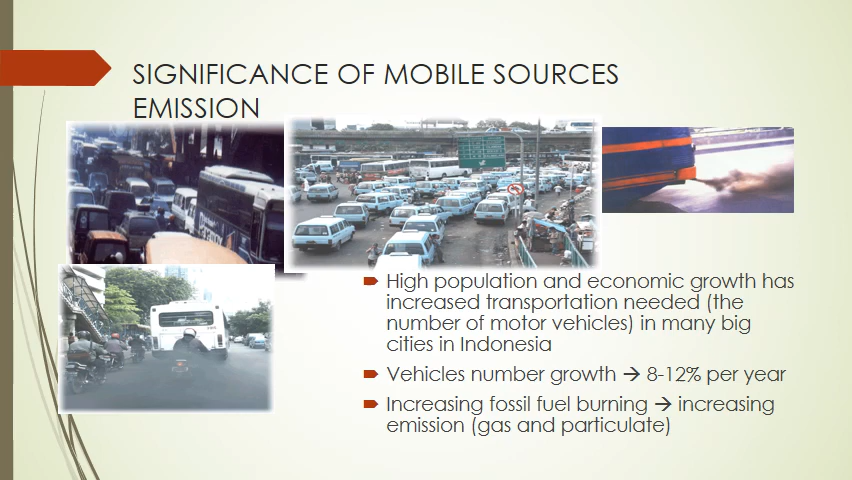 SIGNIFICANCE OF MOBILE SOURCES
EMISSION
High population and economic growth has
increased transportation needed (the
number of motor vehicles) in many big
cities in Indonesia
Vehicles number growth → 8-12% per year
Increasing fossil fuel burning → increasing
emission (gas and particulate)